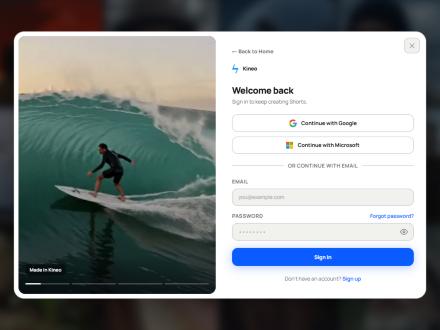 ← Back to Home
Kineo
Welcome back
Sign in to keep creating Shorts.
Continue with Google
Continue with Microsoft
OR CONTINUE WITH EMAIL
EMAIL
you@example.com
PASSWORD
Forgot password?
••••••••
Sign In
Don't have an account? Sign up
Made in Kineo